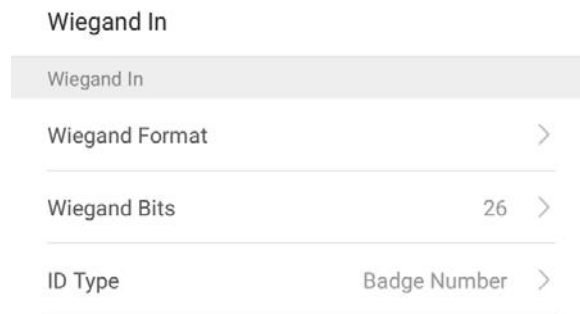 Wiegand In
Wiegand In
Wiegand Format
Wiegand Bits 26
ID Type Badge Number